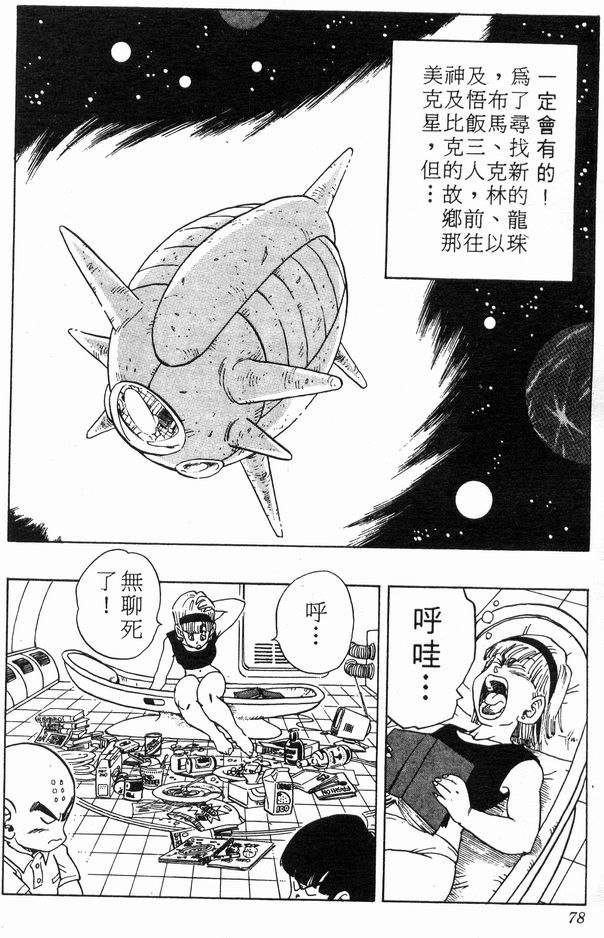 一定會有的！
爲了尋找新的龍珠
，布馬、克林、以
及悟飯三人，前往
神及比克的故鄉那
美克星，但…
呼哇…
呼…
無聊死
了！
78